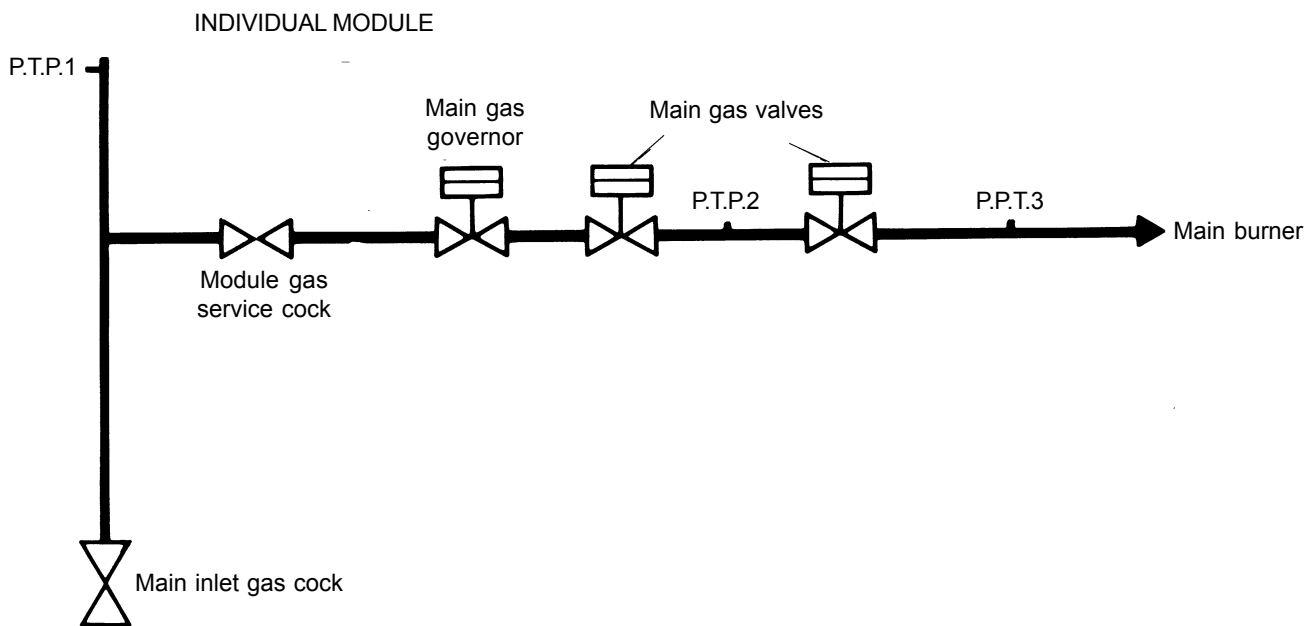 INDIVIDUAL MODULE
P.T.P.1
Main gas
governor
Main gas valves
P.T.P.2
P.P.T.3
Main burner
Module gas
service cock
Main inlet gas cock